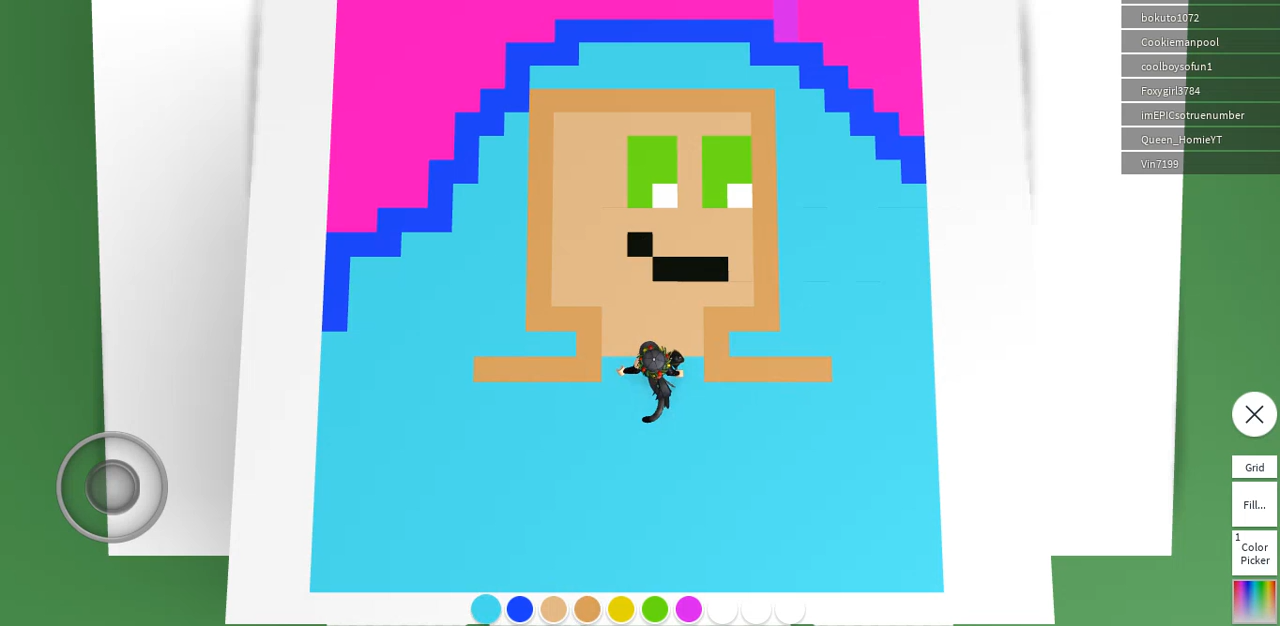 bokuto1072
Cookiemanpool
coolboysofun1
Foxygirl3784
imEPICsotruenumber
Queen_HomieYT
Vin7199
Grid
Fill...
1
Color
Picker